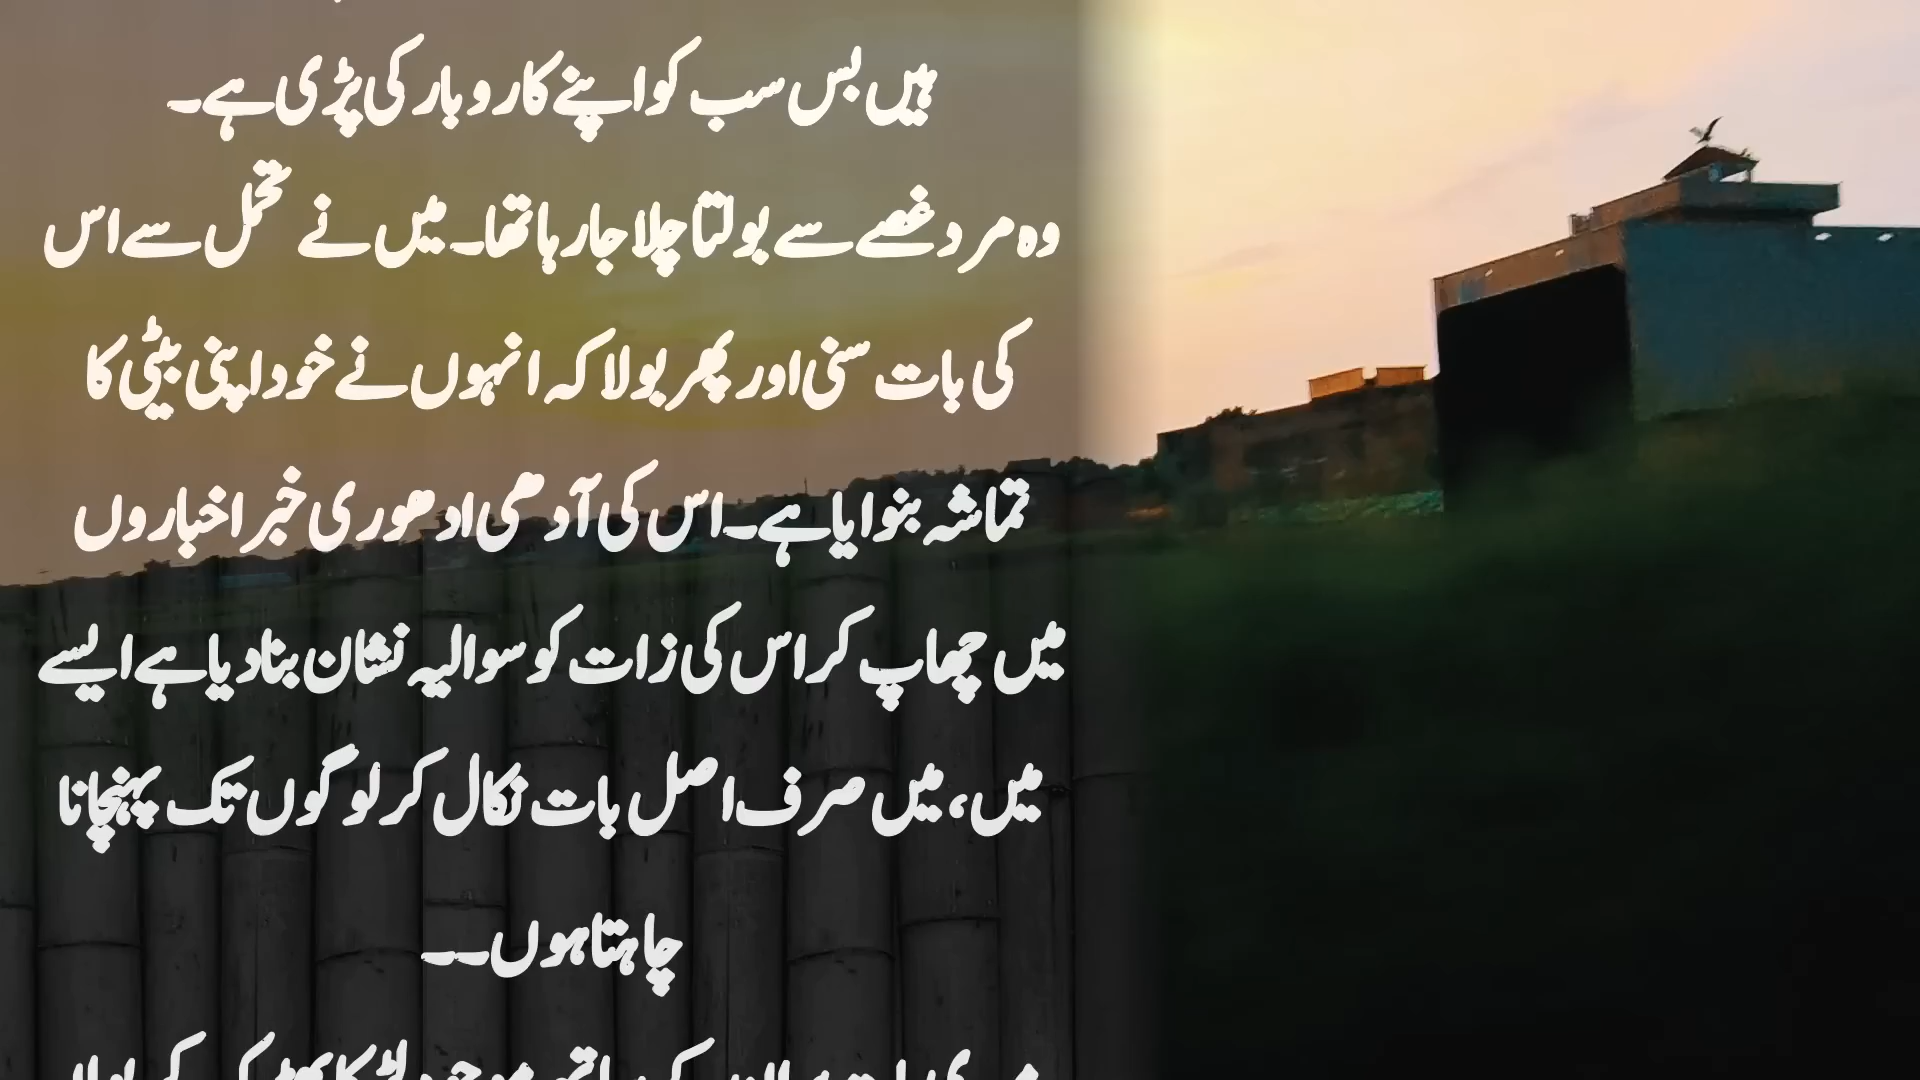 ہیں بس سب کو اپنے کاروبار کی پڑی ہے۔
وہ مرد غصے سے بولتا چلا جا رہا تھا۔ میں نے تحمل سے اس
کی بات سنی اور پھر بولا کہ انہوں نے خود اپنی بیٹی کا
تماشہ بنوایا ہے۔ اس کی آدھی ادھوری خبر اخباروں
میں چھاپ کر اس کی زات کو سوالیہ نشان بنا دیا ہے ایسے
میں، میں صرف اصل بات نکال کر لوگوں تک پہنچانا
چاہتا ہوں۔۔